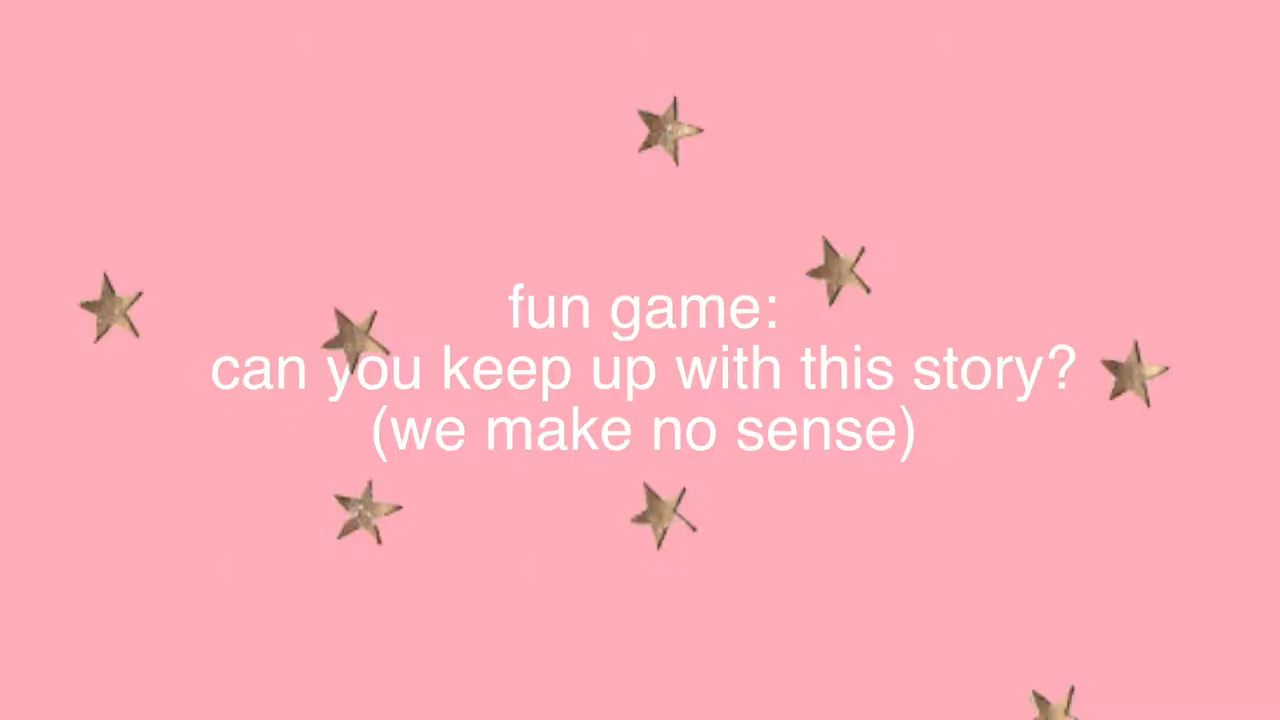 fun game:
can you keep up with this story?
(we make no sense)